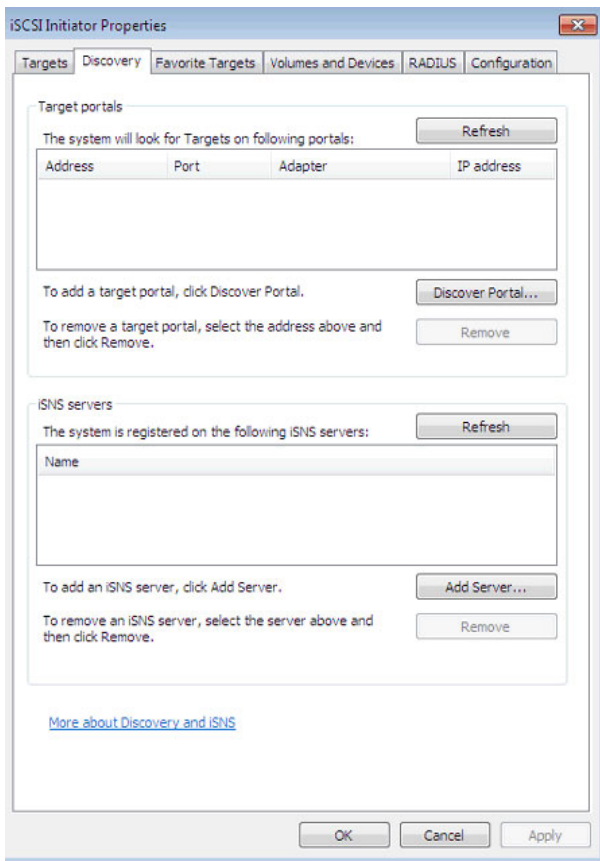 iSCSI Initiator Properties
Targets Discovery Favorite Targets Volumes and Devices RADIUS Configuration
Target portals
The system will look for Targets on following portals: Refresh
Address Port Adapter IP address
To add a target portal, click Discover Portal. Discover Portal...
To remove a target portal, select the address above and
then click Remove.
Remove
iSNS servers
The system is registered on the following iSNS servers: Refresh
Name
To add an iSNS server, click Add Server. Add Server...
To remove an iSNS server, select the server above and
then click Remove.
Remove
More about Discovery and iSNS
OK Cancel Apply